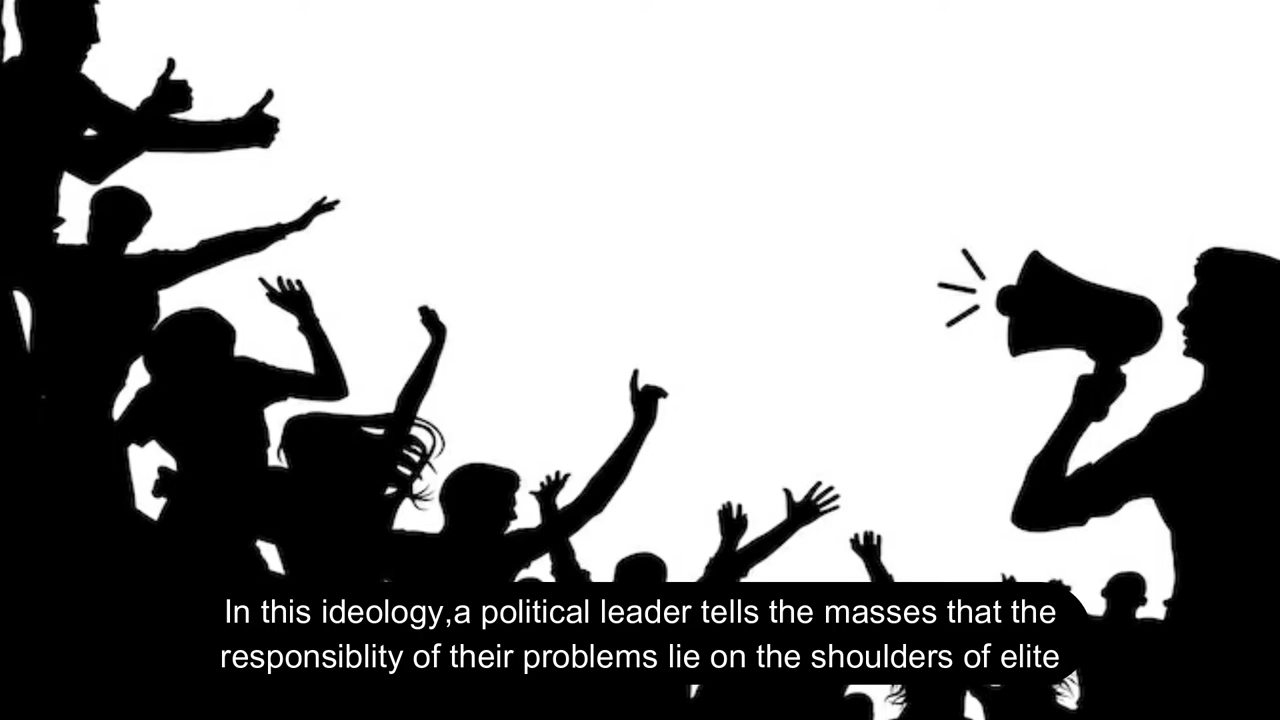 In this ideology,a political leader tells the masses that the
responsiblity of their problems lie on the shoulders of elite